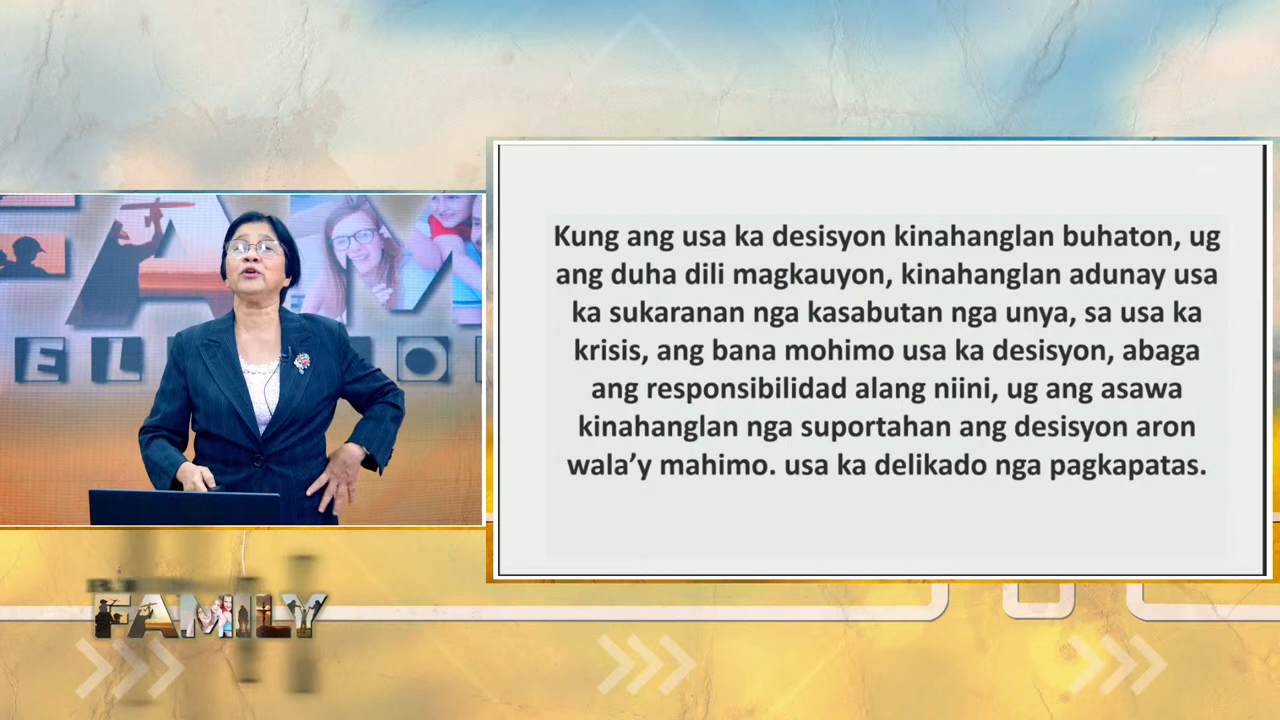 Kung ang usa ka desisyon kinahanglan buhaton, ug
ang duha dili magkauyon, kinahanglan adunay usa
ka sukaranan nga kasabutan nga unya, sa usa ka
krisis, ang bana mohimo usa ka desisyon, abaga
ang responsibilidad alang niini, ug ang asawa
kinahanglan nga suportahan ang desisyon aron
wala’y mahimo. usa ka delikado nga pagkapatas.
FAMILY